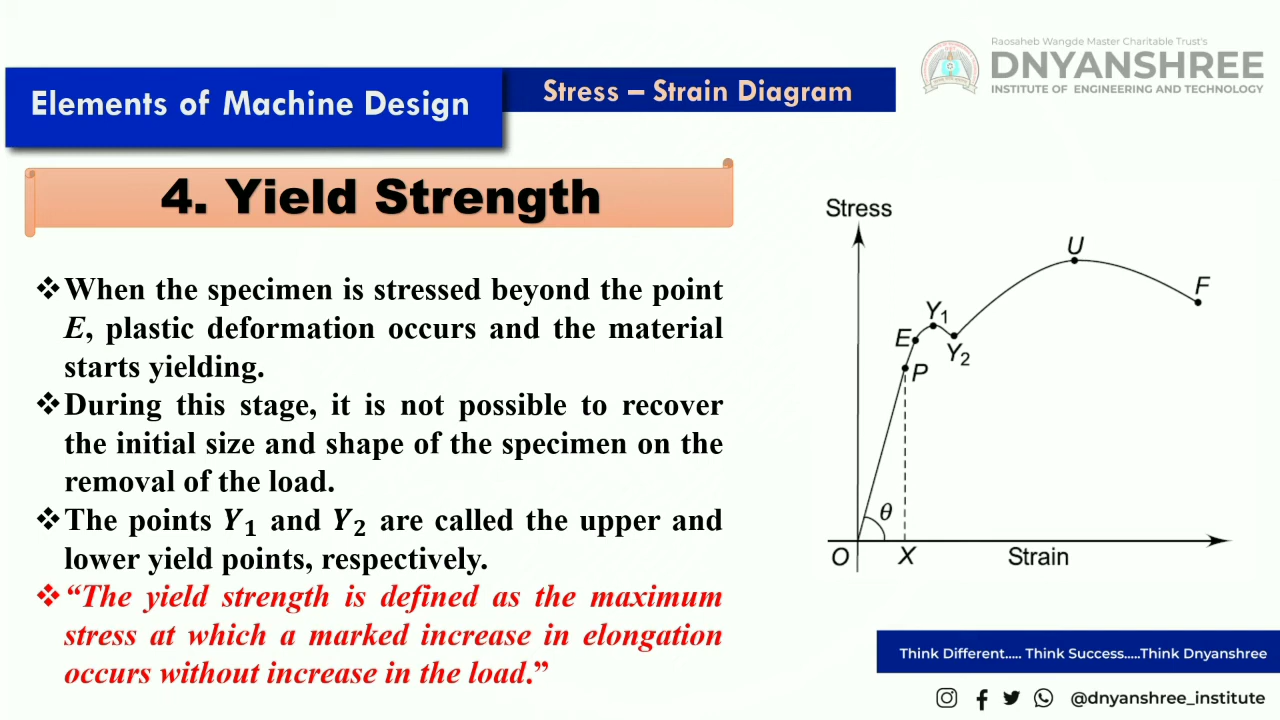 Raosaheb Wangde Master Charitable Trust's
DNYANSHREE
INSTITUTE OF ENGINEERING AND TECHNOLOGY
Elements of Machine Design
Stress – Strain Diagram
4. Yield Strength
❖When the specimen is stressed beyond the point
E, plastic deformation occurs and the material
starts yielding.
❖During this stage, it is not possible to recover
the initial size and shape of the specimen on the
removal of the load.
❖The points Y₁ and Y₂ are called the upper and
lower yield points, respectively.
❖“The yield strength is defined as the maximum
stress at which a marked increase in elongation
occurs without increase in the load.”
Stress
U
F
Y₁
E
Y₂
P
θ
O
X
Strain
Think Different..... Think Success.....Think Dnyanshree
@dnyanshree_institute